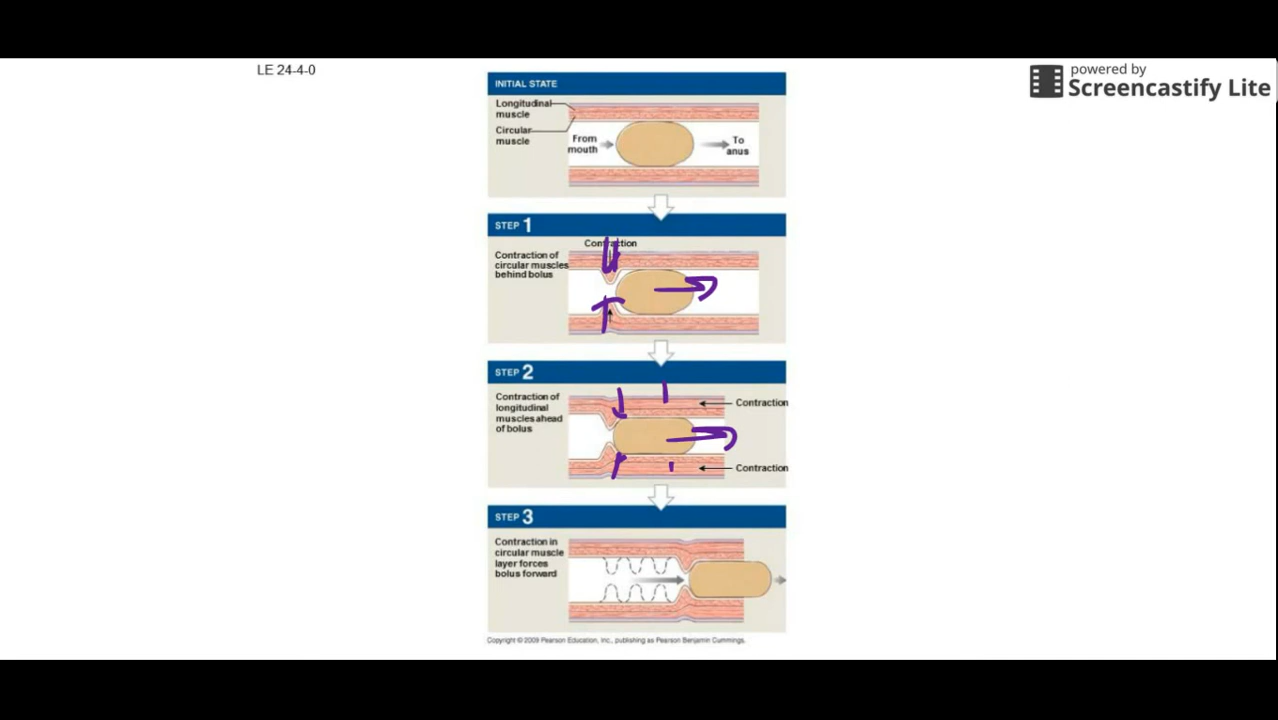 LE 24-4-0
powered by
Screencastify Lite
INITIAL STATE
Longitudinal
muscle
Circular
muscle
From
mouth
To
anus
STEP 1
Contraction
Contraction of
circular muscles
behind bolus
STEP 2
Contraction of
longitudinal
muscles ahead
of bolus
Contraction
Contraction
STEP 3
Contraction in
circular muscle
layer forces
bolus forward
Copyright © 2009 Pearson Education, Inc., publishing as Pearson Benjamin Cummings.